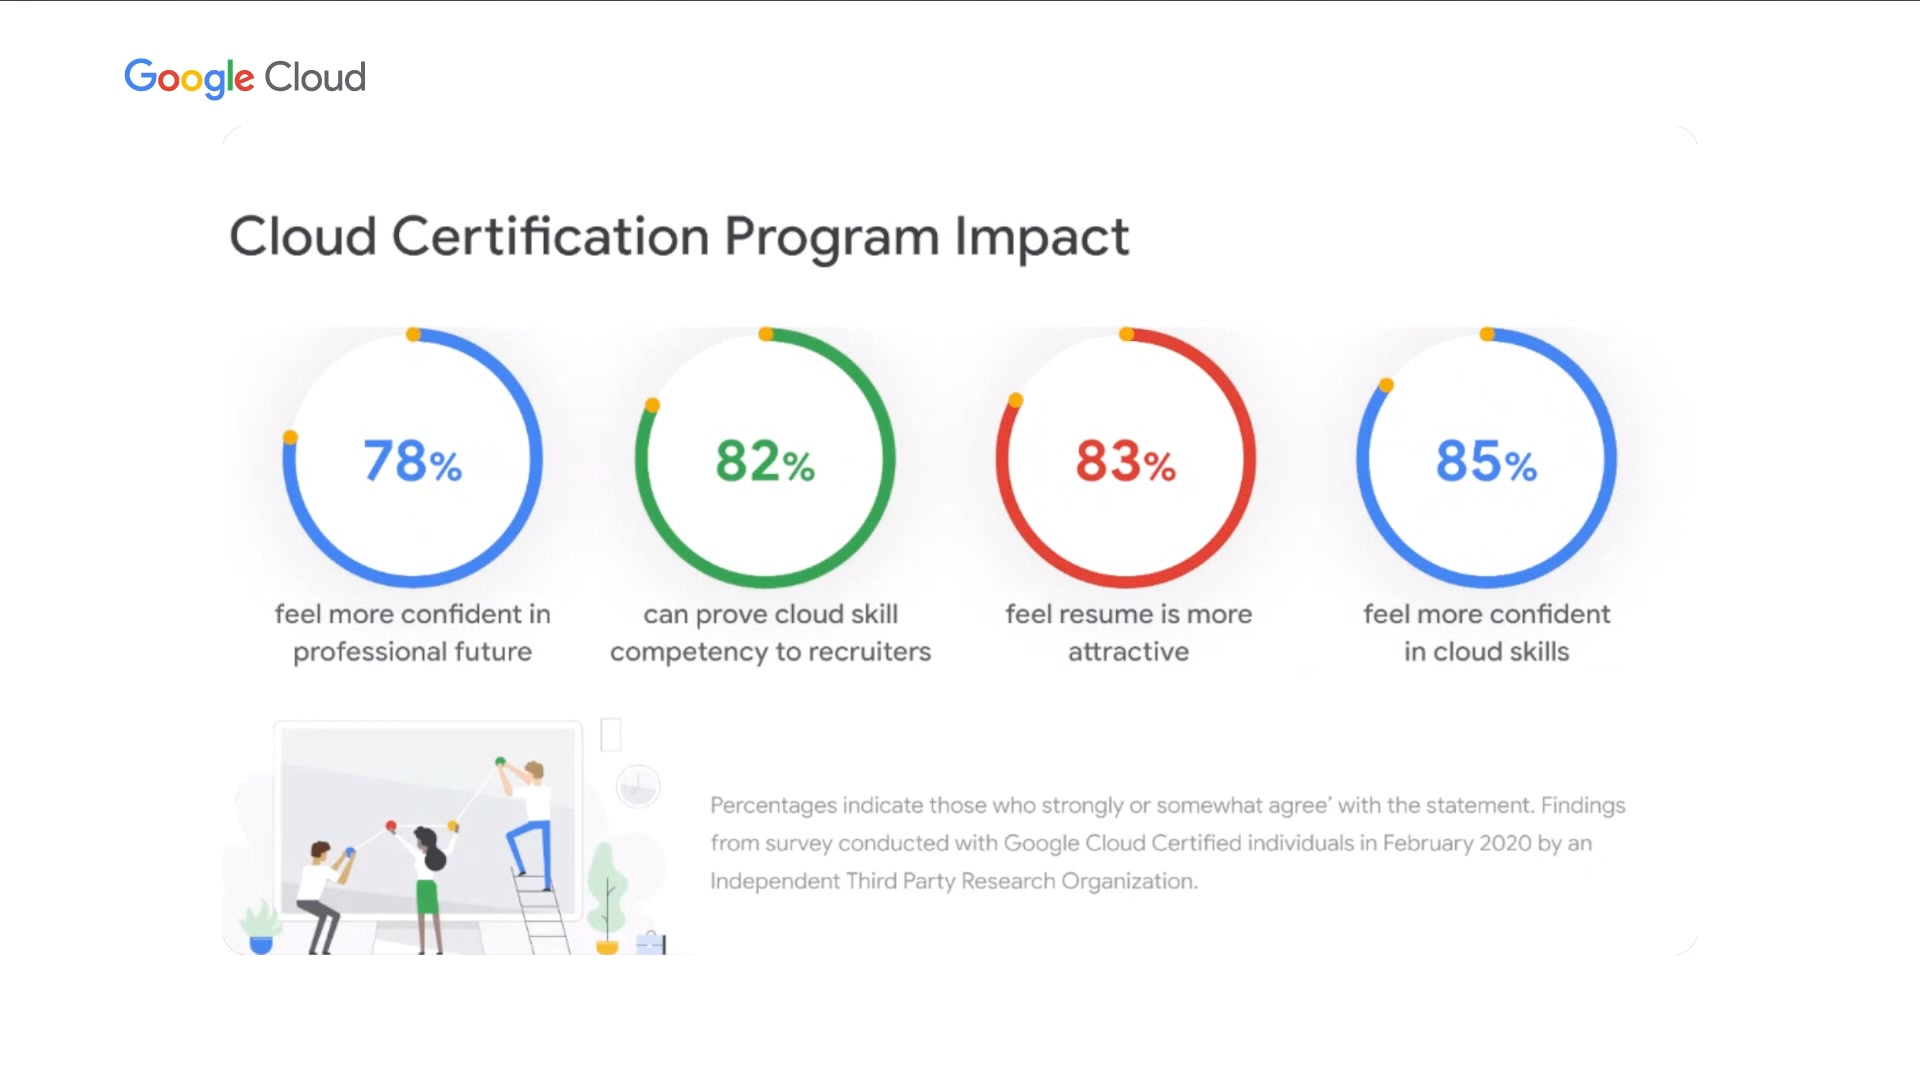 Google Cloud
Cloud Certification Program Impact
78%
82%
83%
85%
feel more confident in
professional future
can prove cloud skill
competency to recruiters
feel resume is more
attractive
feel more confident
in cloud skills
Percentages indicate those who strongly or somewhat agree’ with the statement. Findings
from survey conducted with Google Cloud Certified individuals in February 2020 by an
Independent Third Party Research Organization.